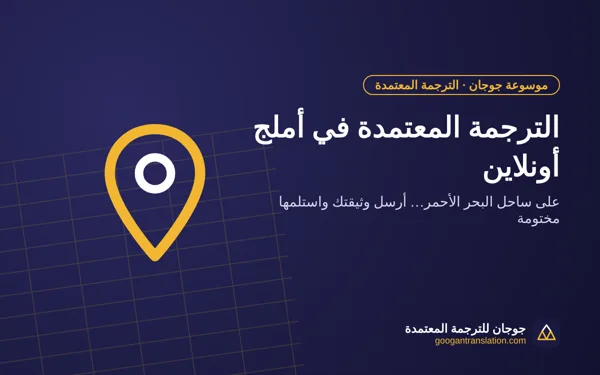 موسوعة جوجان · الترجمة المعتمدة
الترجمة المعتمدة في أملج
أونلاين
على ساحل البحر الأحمر... أرسل وثيقتك واستلمها
مختومة
جوجان للترجمة المعتمدة
googantranslation.com